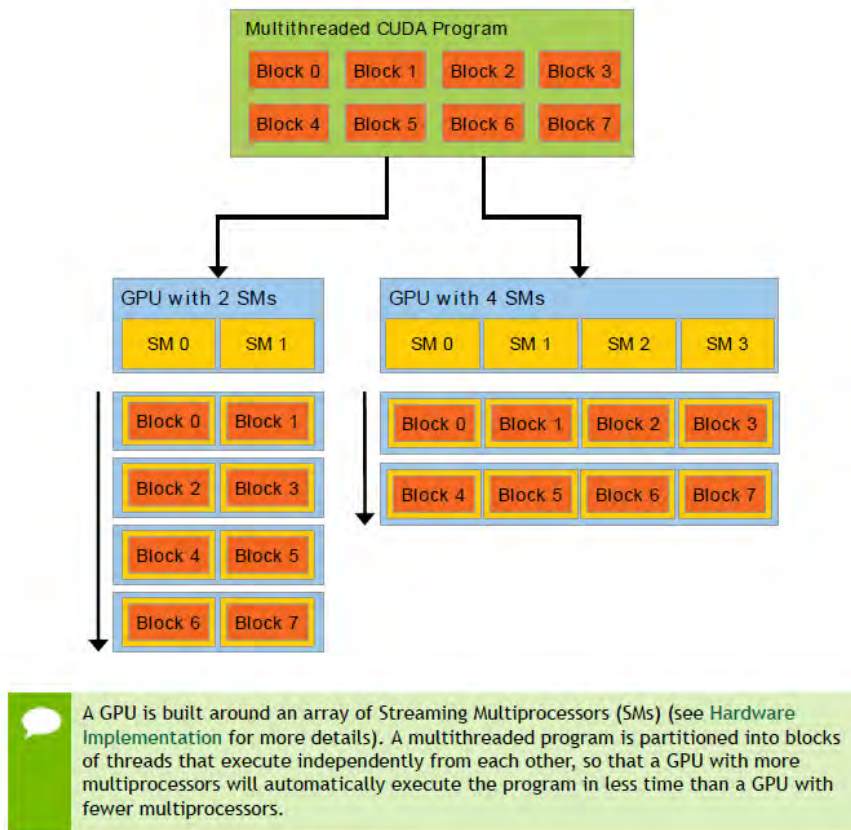 Multithreaded CUDA Program
Block 0 Block 1 Block 2 Block 3
Block 4 Block 5 Block 6 Block 7
GPU with 2 SMs
SM 0 SM 1
Block 0 Block 1
Block 2 Block 3
Block 4 Block 5
Block 6 Block 7
GPU with 4 SMs
SM 0 SM 1 SM 2 SM 3
Block 0 Block 1 Block 2 Block 3
Block 4 Block 5 Block 6 Block 7
A GPU is built around an array of Streaming Multiprocessors (SMs) (see Hardware
Implementation for more details). A multithreaded program is partitioned into blocks
of threads that execute independently from each other, so that a GPU with more
multiprocessors will automatically execute the program in less time than a GPU with
fewer multiprocessors.